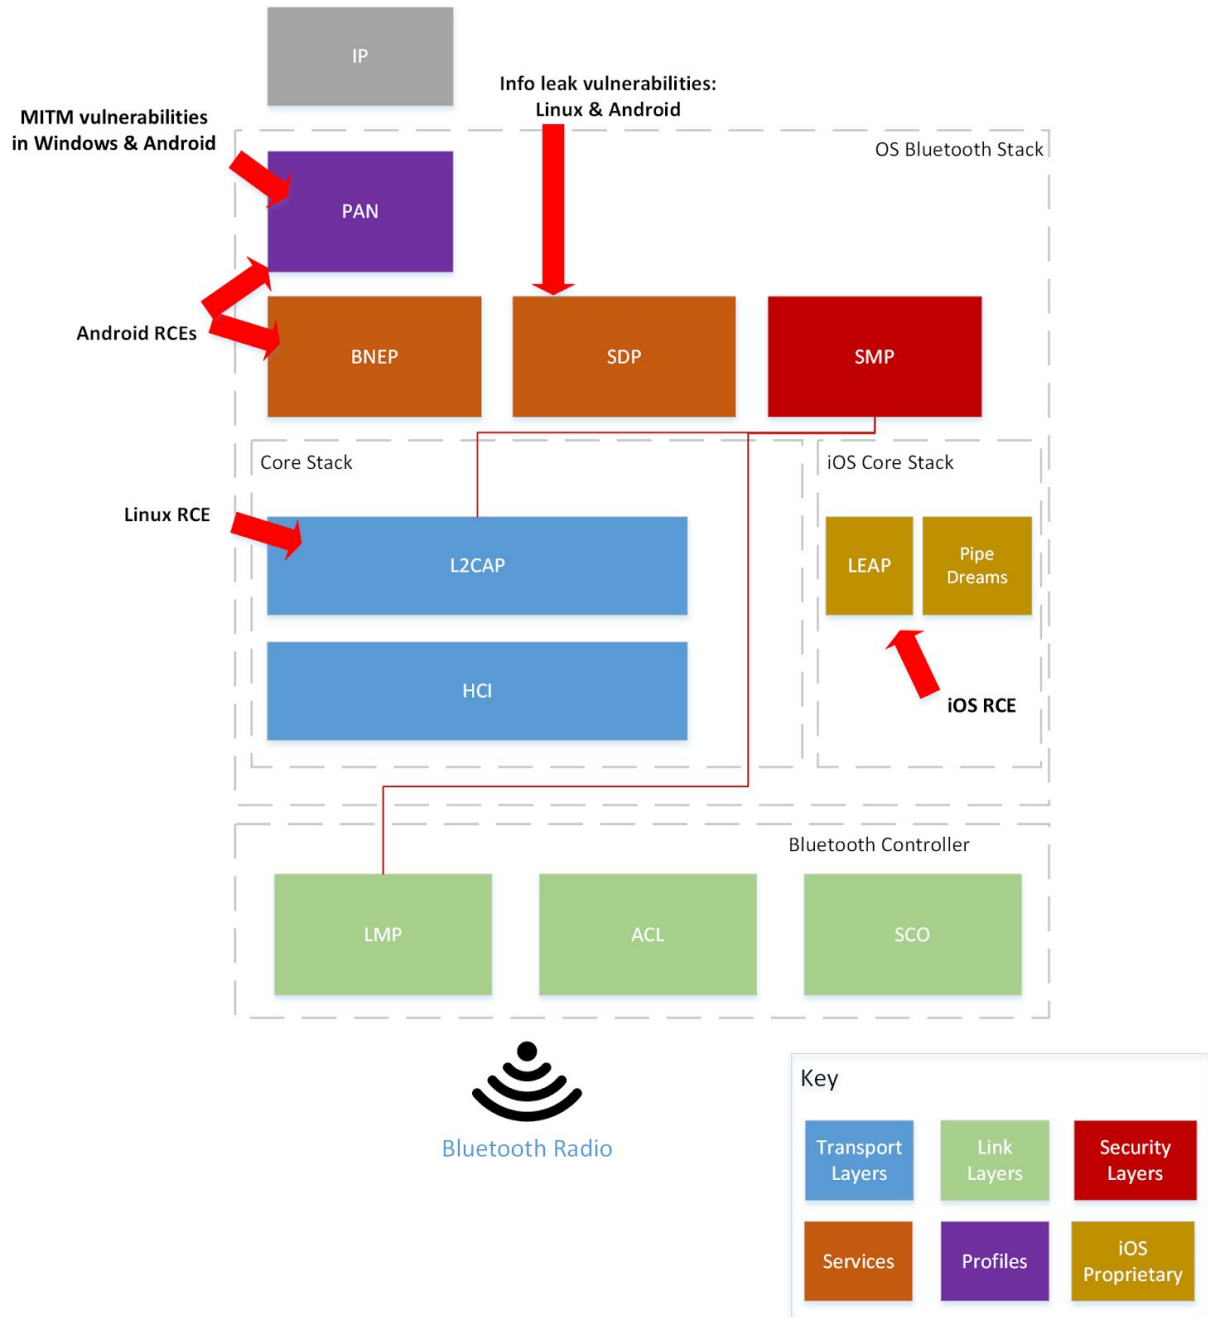 IP
Info leak vulnerabilities:
Linux & Android
MITM vulnerabilities
in Windows & Android
OS Bluetooth Stack
PAN
Android RCEs
BNEP
SDP
SMP
Core Stack
iOS Core Stack
Linux RCE
L2CAP
LEAP
Pipe
Dreams
HCI
iOS RCE
Bluetooth Controller
LMP
ACL
SCO
Bluetooth Radio
Key
Transport
Layers
Link
Layers
Security
Layers
Services
Profiles
iOS
Proprietary